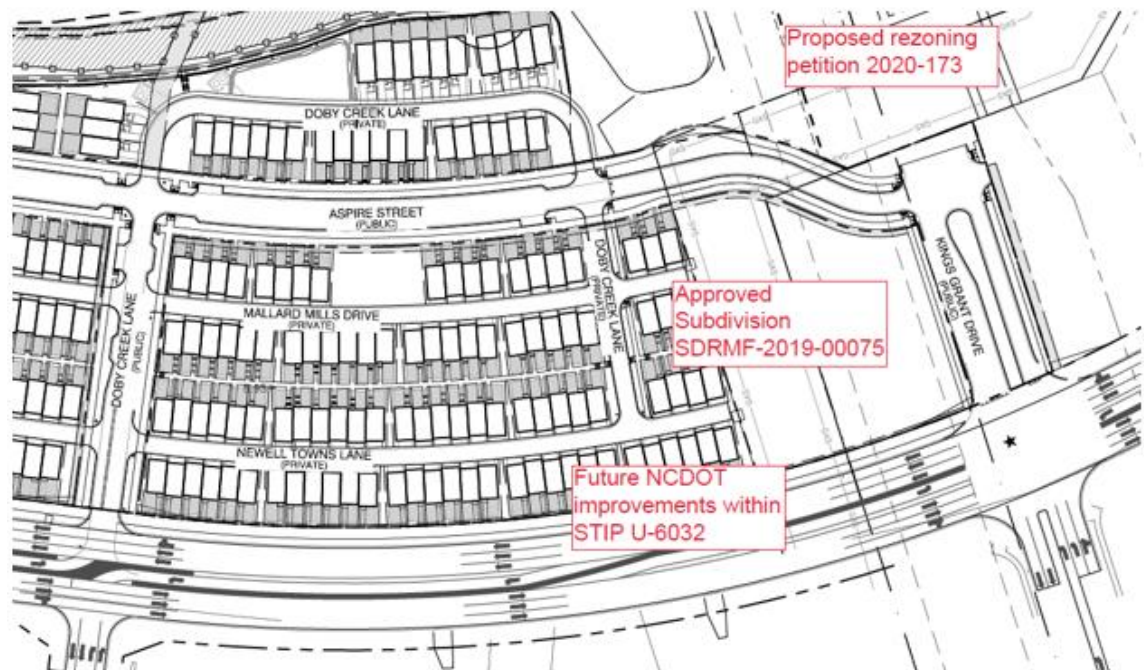 Proposed rezoning
petition 2020-173
DOBY CREEK LANE
(PRIVATE)
ASPIRE STREET
(PUBLIC)
DOBY CREEK LANE
(PRIVATE)
KINGS GRANT DRIVE
(PUBLIC)
Approved
Subdivision
SDRMF-2019-00075
MALLARD MILLS DRIVE
(PRIVATE)
DOBY CREEK LANE
(PUBLIC)
NEWELL TOWNS LANE
(PRIVATE)
Future NCDOT
improvements within
STIP U-6032